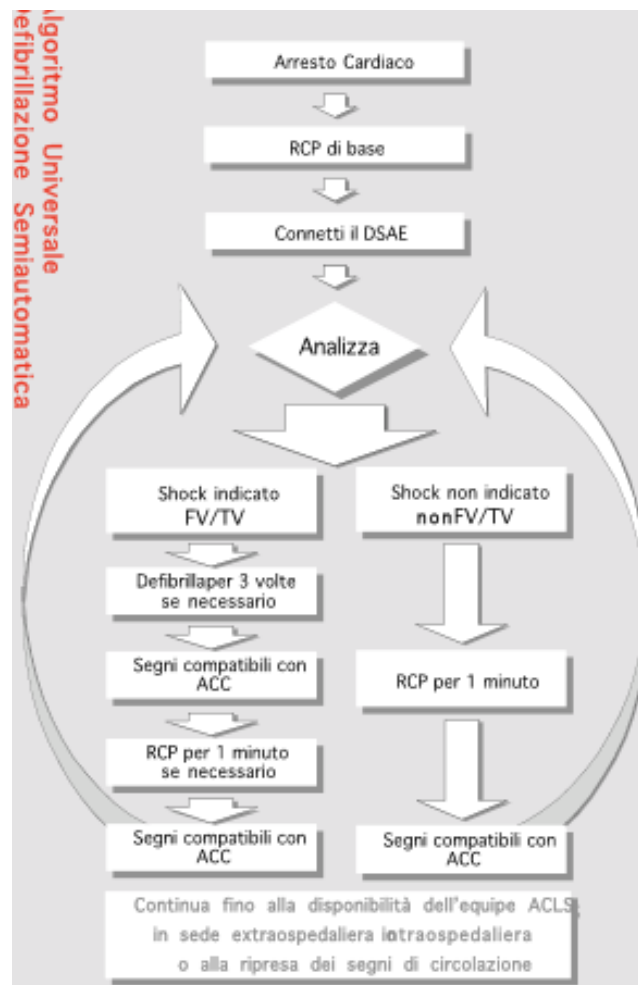 Algoritmo Universale
Defibrillazione Semiautomatica
Arresto Cardiaco
RCP di base
Connetti il DSAE
Analizza
Shock indicato
FV/TV
Defibrillaper 3 volte
se necessario
Segni compatibili con
ACC
RCP per 1 minuto
se necessario
Segni compatibili con
ACC
Shock non indicato
nonFV/TV
RCP per 1 minuto
Segni compatibili con
ACC
Continua fino alla disponibilità dell'equipe ACLS;
in sede extraospedaliera intraospedaliera
o alla ripresa dei segni di circolazione